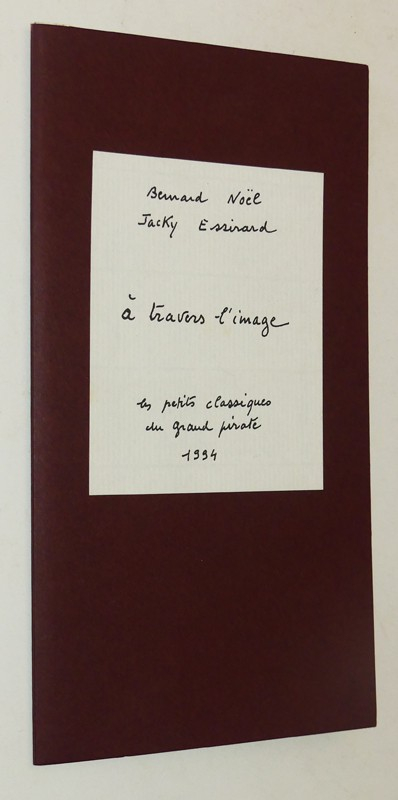 Bernard Noël
Jacky Essirard
à travers l'image
les petits classiques
du grand pirate
1994